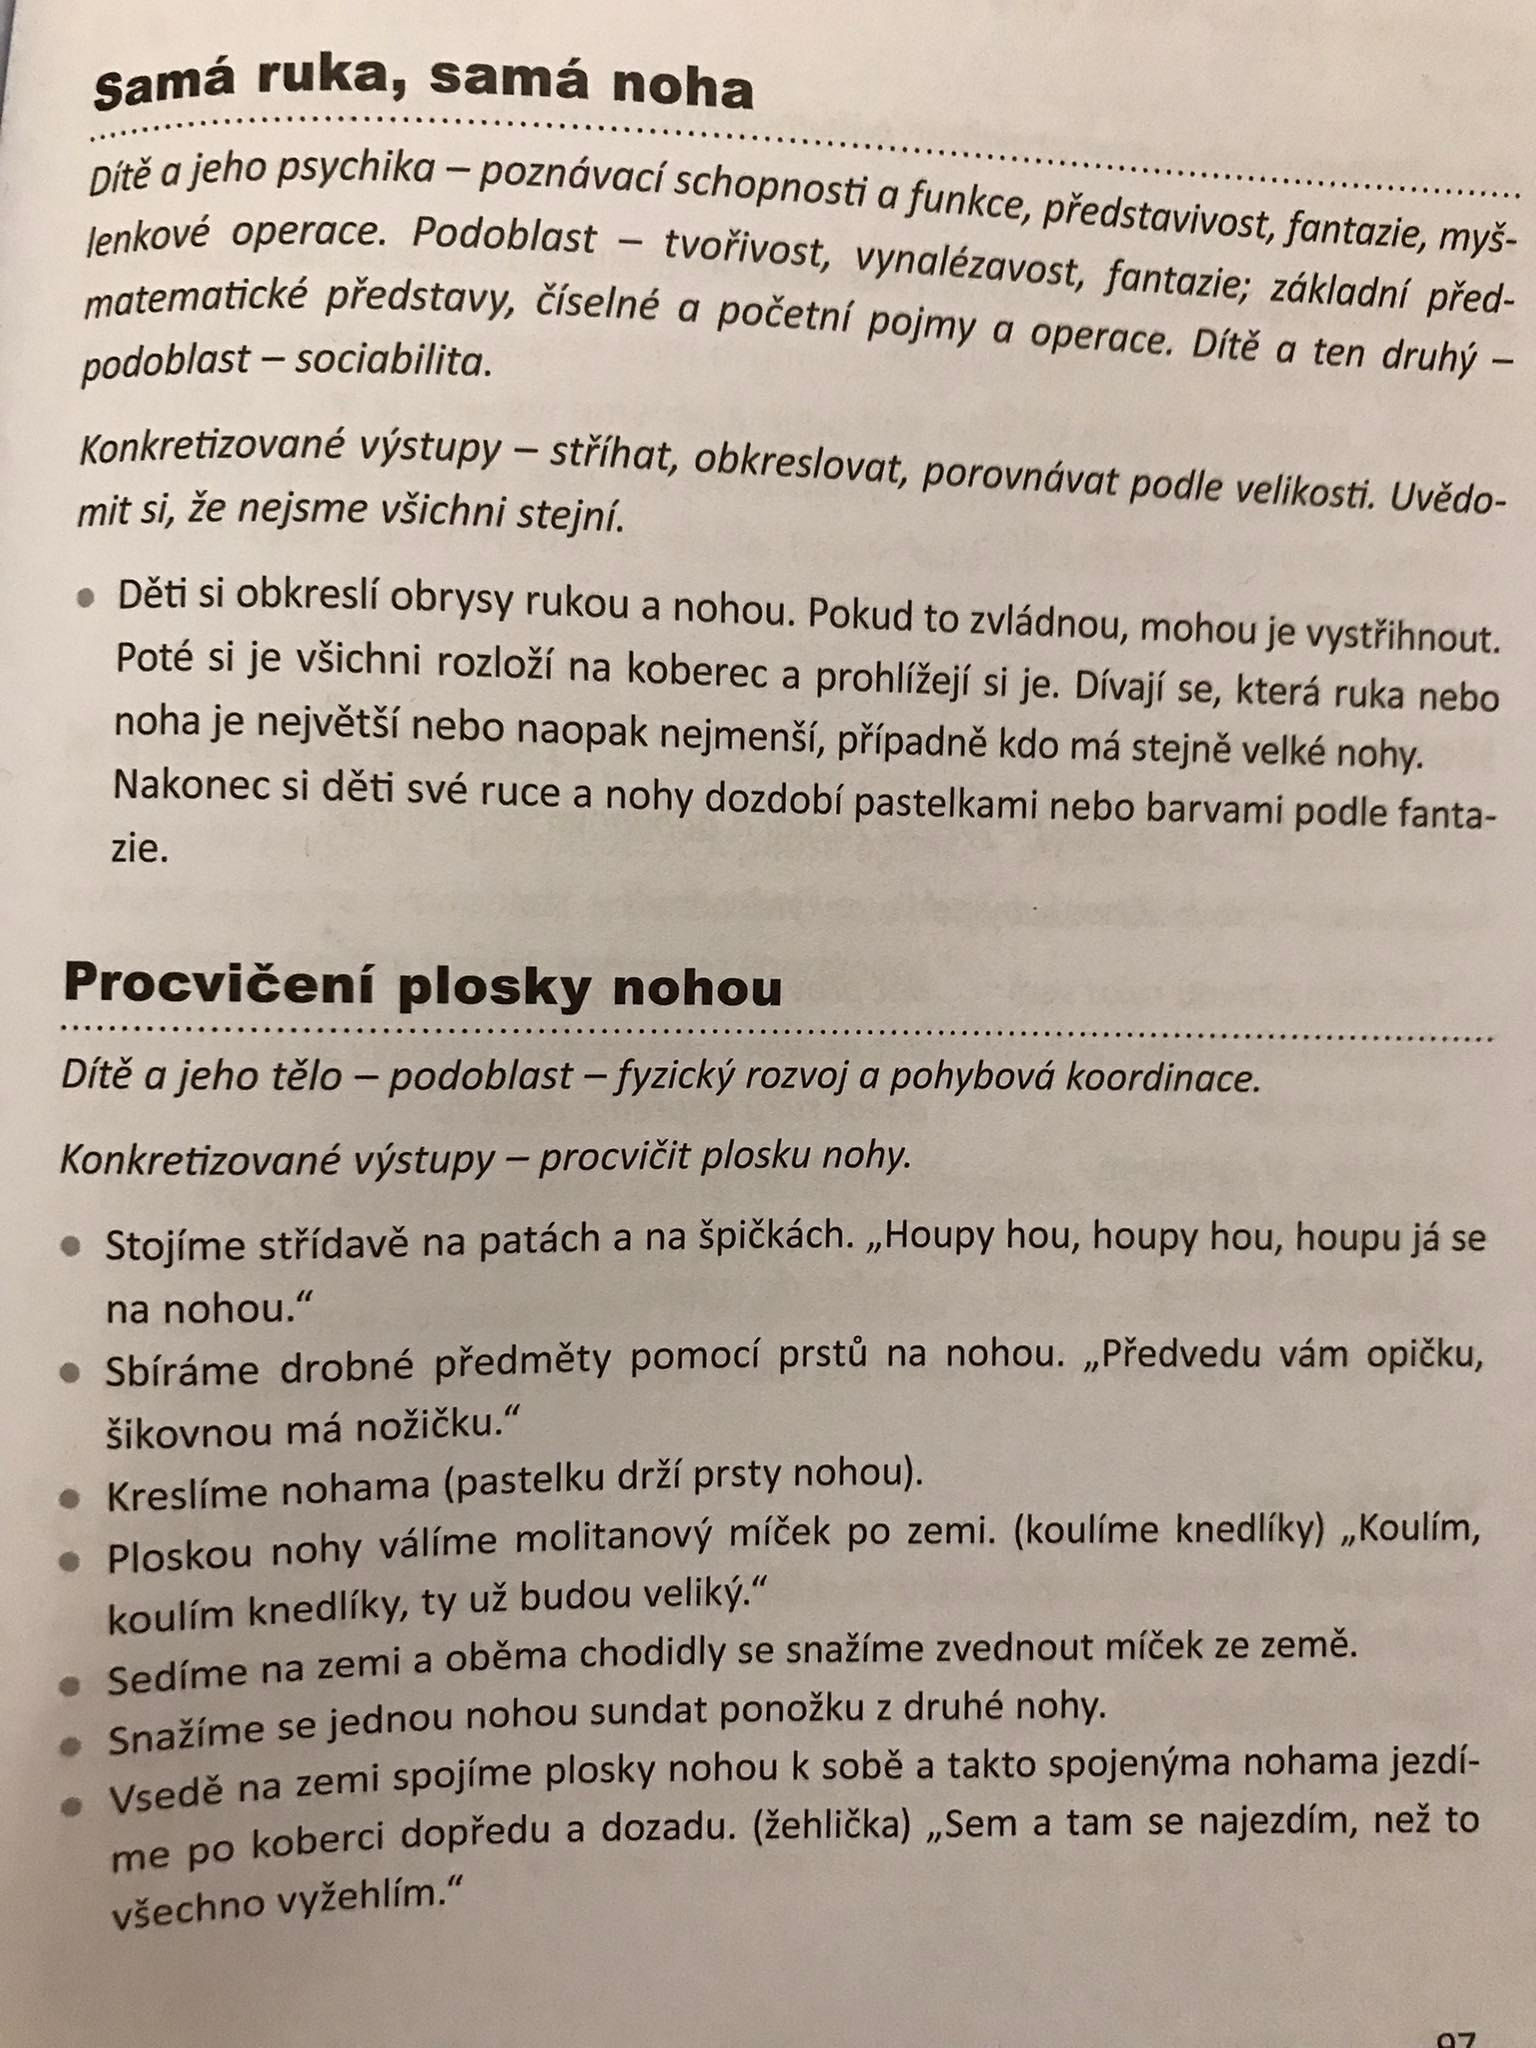 Samá ruka, samá noha
Dítě a jeho psychika – poznávací schopnosti a funkce, představivost, fantazie, myš-
lenkové operace. Podoblast – tvořivost, vynalézavost, fantazie; základní před-
matematické představy, číselné a početní pojmy a operace. Dítě a ten druhý –
podoblast – sociabilita.
Konkretizované výstupy – stříhat, obkreslovat, porovnávat podle velikosti. Uvědo-
mit si, že nejsme všichni stejní.
• Děti si obkreslí obrysy rukou a nohou. Pokud to zvládnou, mohou je vystřihnout.
Poté si je všichni rozloží na koberec a prohlížejí si je. Dívají se, která ruka nebo
noha je největší nebo naopak nejmenší, případně kdo má stejně velké nohy.
Nakonec si děti své ruce a nohy dozdobí pastelkami nebo barvami podle fanta-
zie.
Procvičení plosky nohou
Dítě a jeho tělo – podoblast – fyzický rozvoj a pohybová koordinace.
Konkretizované výstupy – procvičit plosku nohy.
• Stojíme střídavě na patách a na špičkách. „Houpy hou, houpy hou, houpu já se
na nohou.“
• Sbíráme drobné předměty pomocí prstů na nohou. „Předvedu vám opičku,
šikovnou má nožičku.“
• Kreslíme nohama (pastelku drží prsty nohou).
• Ploskou nohy válíme molitanový míček po zemi. (koulíme knedlíky) „Koulím,
koulím knedlíky, ty už budou veliký.“
• Sedíme na zemi a oběma chodidly se snažíme zvednout míček ze země.
• Snažíme se jednou nohou sundat ponožku z druhé nohy.
• Vsedě na zemi spojíme plosky nohou k sobě a takto spojenýma nohama jezdí-
me po koberci dopředu a dozadu. (žehlička) „Sem a tam se najezdím, než to
všechno vyžehlím.“
97